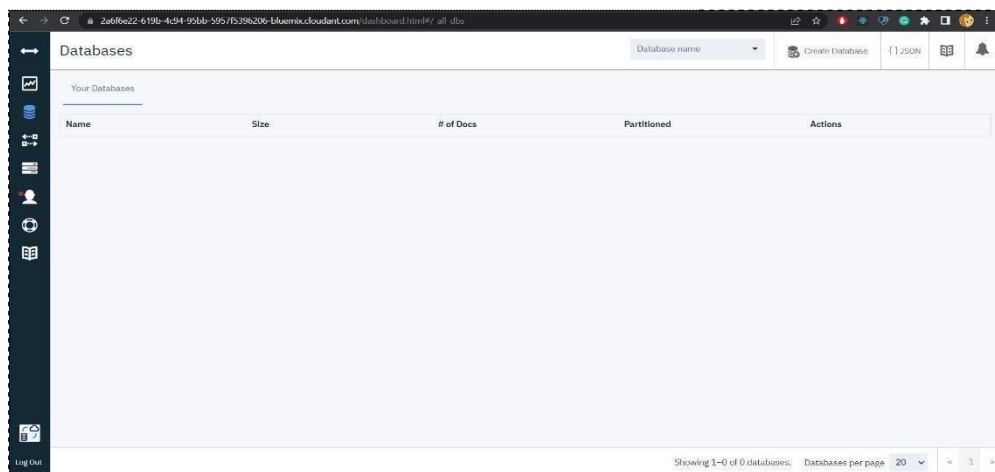 2a6f6e22-619b-4c94-95bb-5957f5396206-bluemix.cloudant.com/dashboard.html#/_all_dbs
Databases
Database name
Create Database
{ } JSON
Your Databases
Name Size # of Docs Partitioned Actions
Log Out
Showing 1–0 of 0 databases.
Databases per page 20
« 1 »